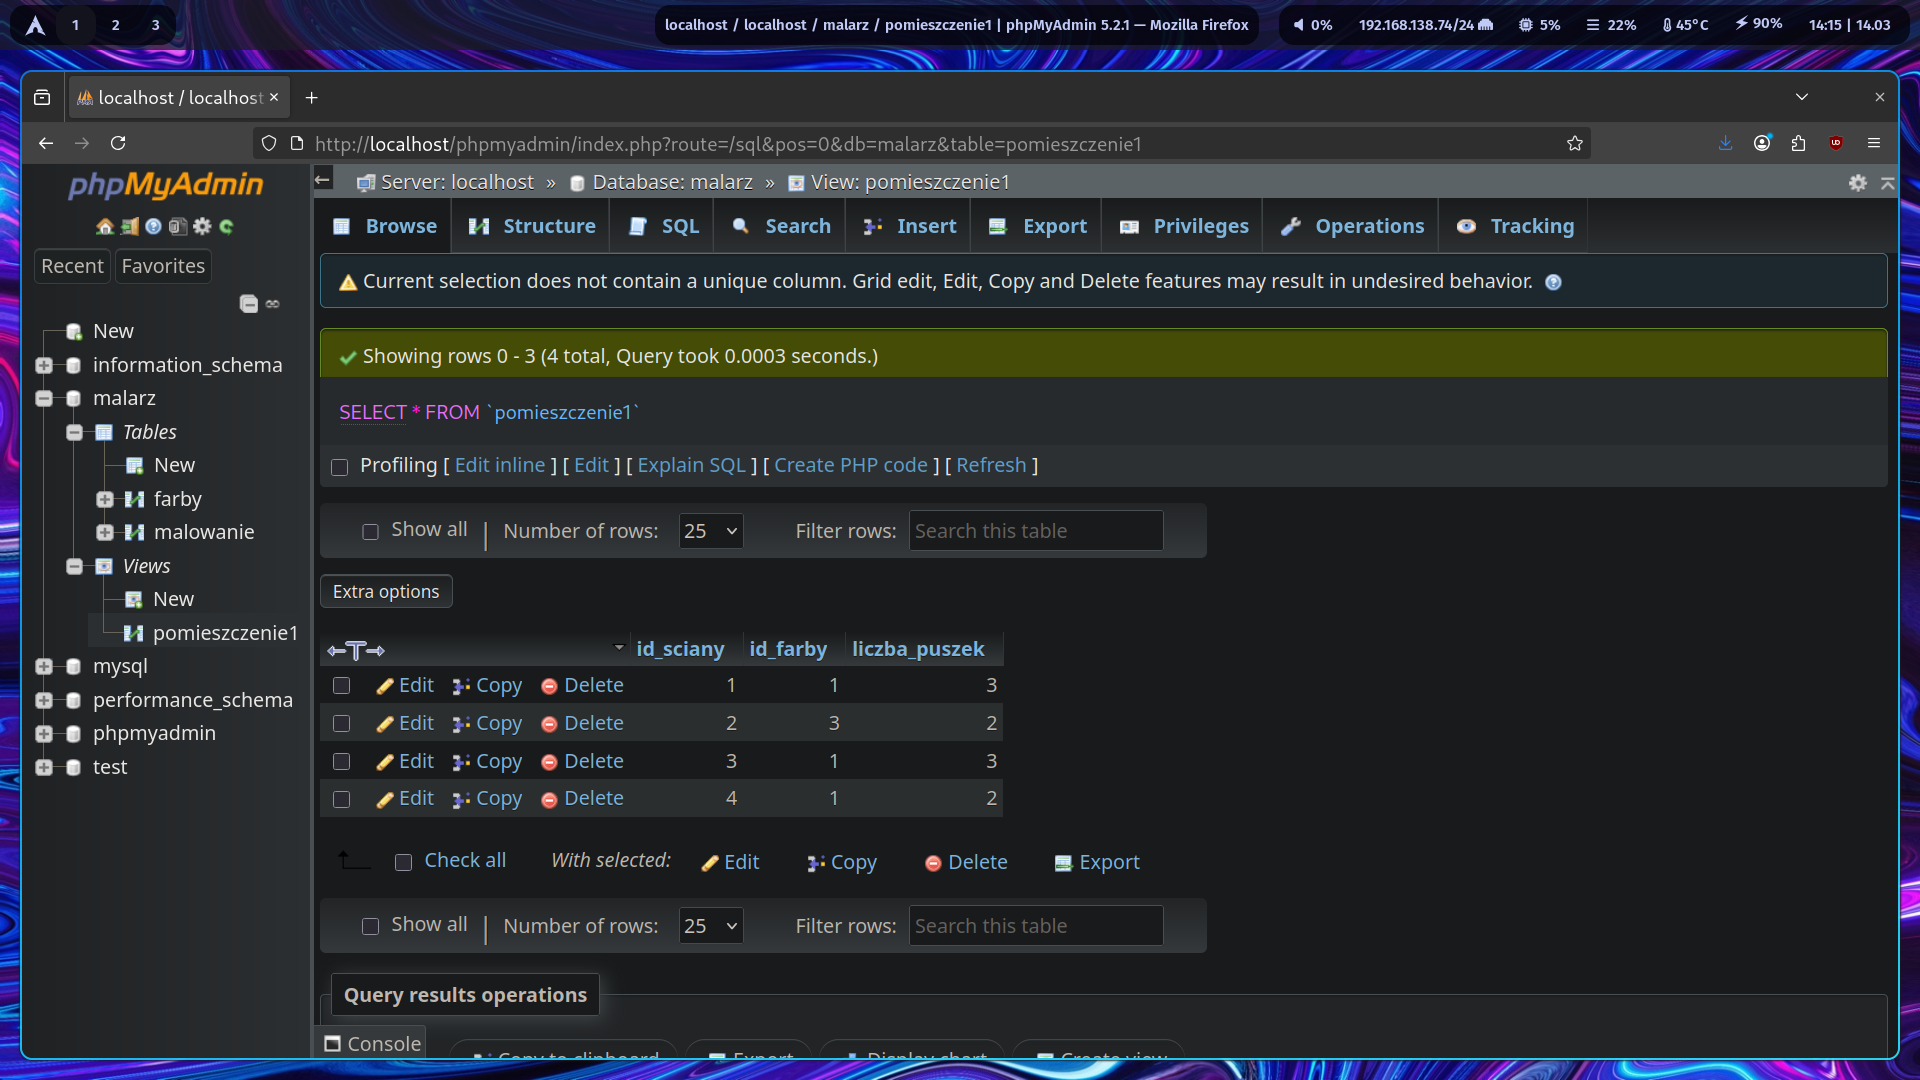 1 2 3
localhost / localhost / malarz / pomieszczenie1 | phpMyAdmin 5.2.1 — Mozilla Firefox
0% 192.168.138.74/24 5% 22% 45°C 90% 14:15 | 14.03
localhost / localhost
http://localhost/phpmyadmin/index.php?route=/sql&pos=0&db=malarz&table=pomieszczenie1
phpMyAdmin
Recent Favorites
New
information_schema
malarz
Tables
New
farby
malowanie
Views
New
pomieszczenie1
mysql
performance_schema
phpmyadmin
test
Server: localhost » Database: malarz » View: pomieszczenie1
Browse Structure SQL Search Insert Export Privileges Operations Tracking
Current selection does not contain a unique column. Grid edit, Edit, Copy and Delete features may result in undesired behavior.
Showing rows 0 - 3 (4 total, Query took 0.0003 seconds.)
SELECT * FROM `pomieszczenie1`
Profiling [ Edit inline ] [ Edit ] [ Explain SQL ] [ Create PHP code ] [ Refresh ]
Show all | Number of rows: 25 Filter rows: Search this table
Extra options
←T→ id_sciany id_farby liczba_puszek
Edit Copy Delete 1 1 3
Edit Copy Delete 2 3 2
Edit Copy Delete 3 1 3
Edit Copy Delete 4 1 2
Check all With selected: Edit Copy Delete Export
Show all | Number of rows: 25 Filter rows: Search this table
Query results operations
Console
Copy to clipboard Export Display chart Create view